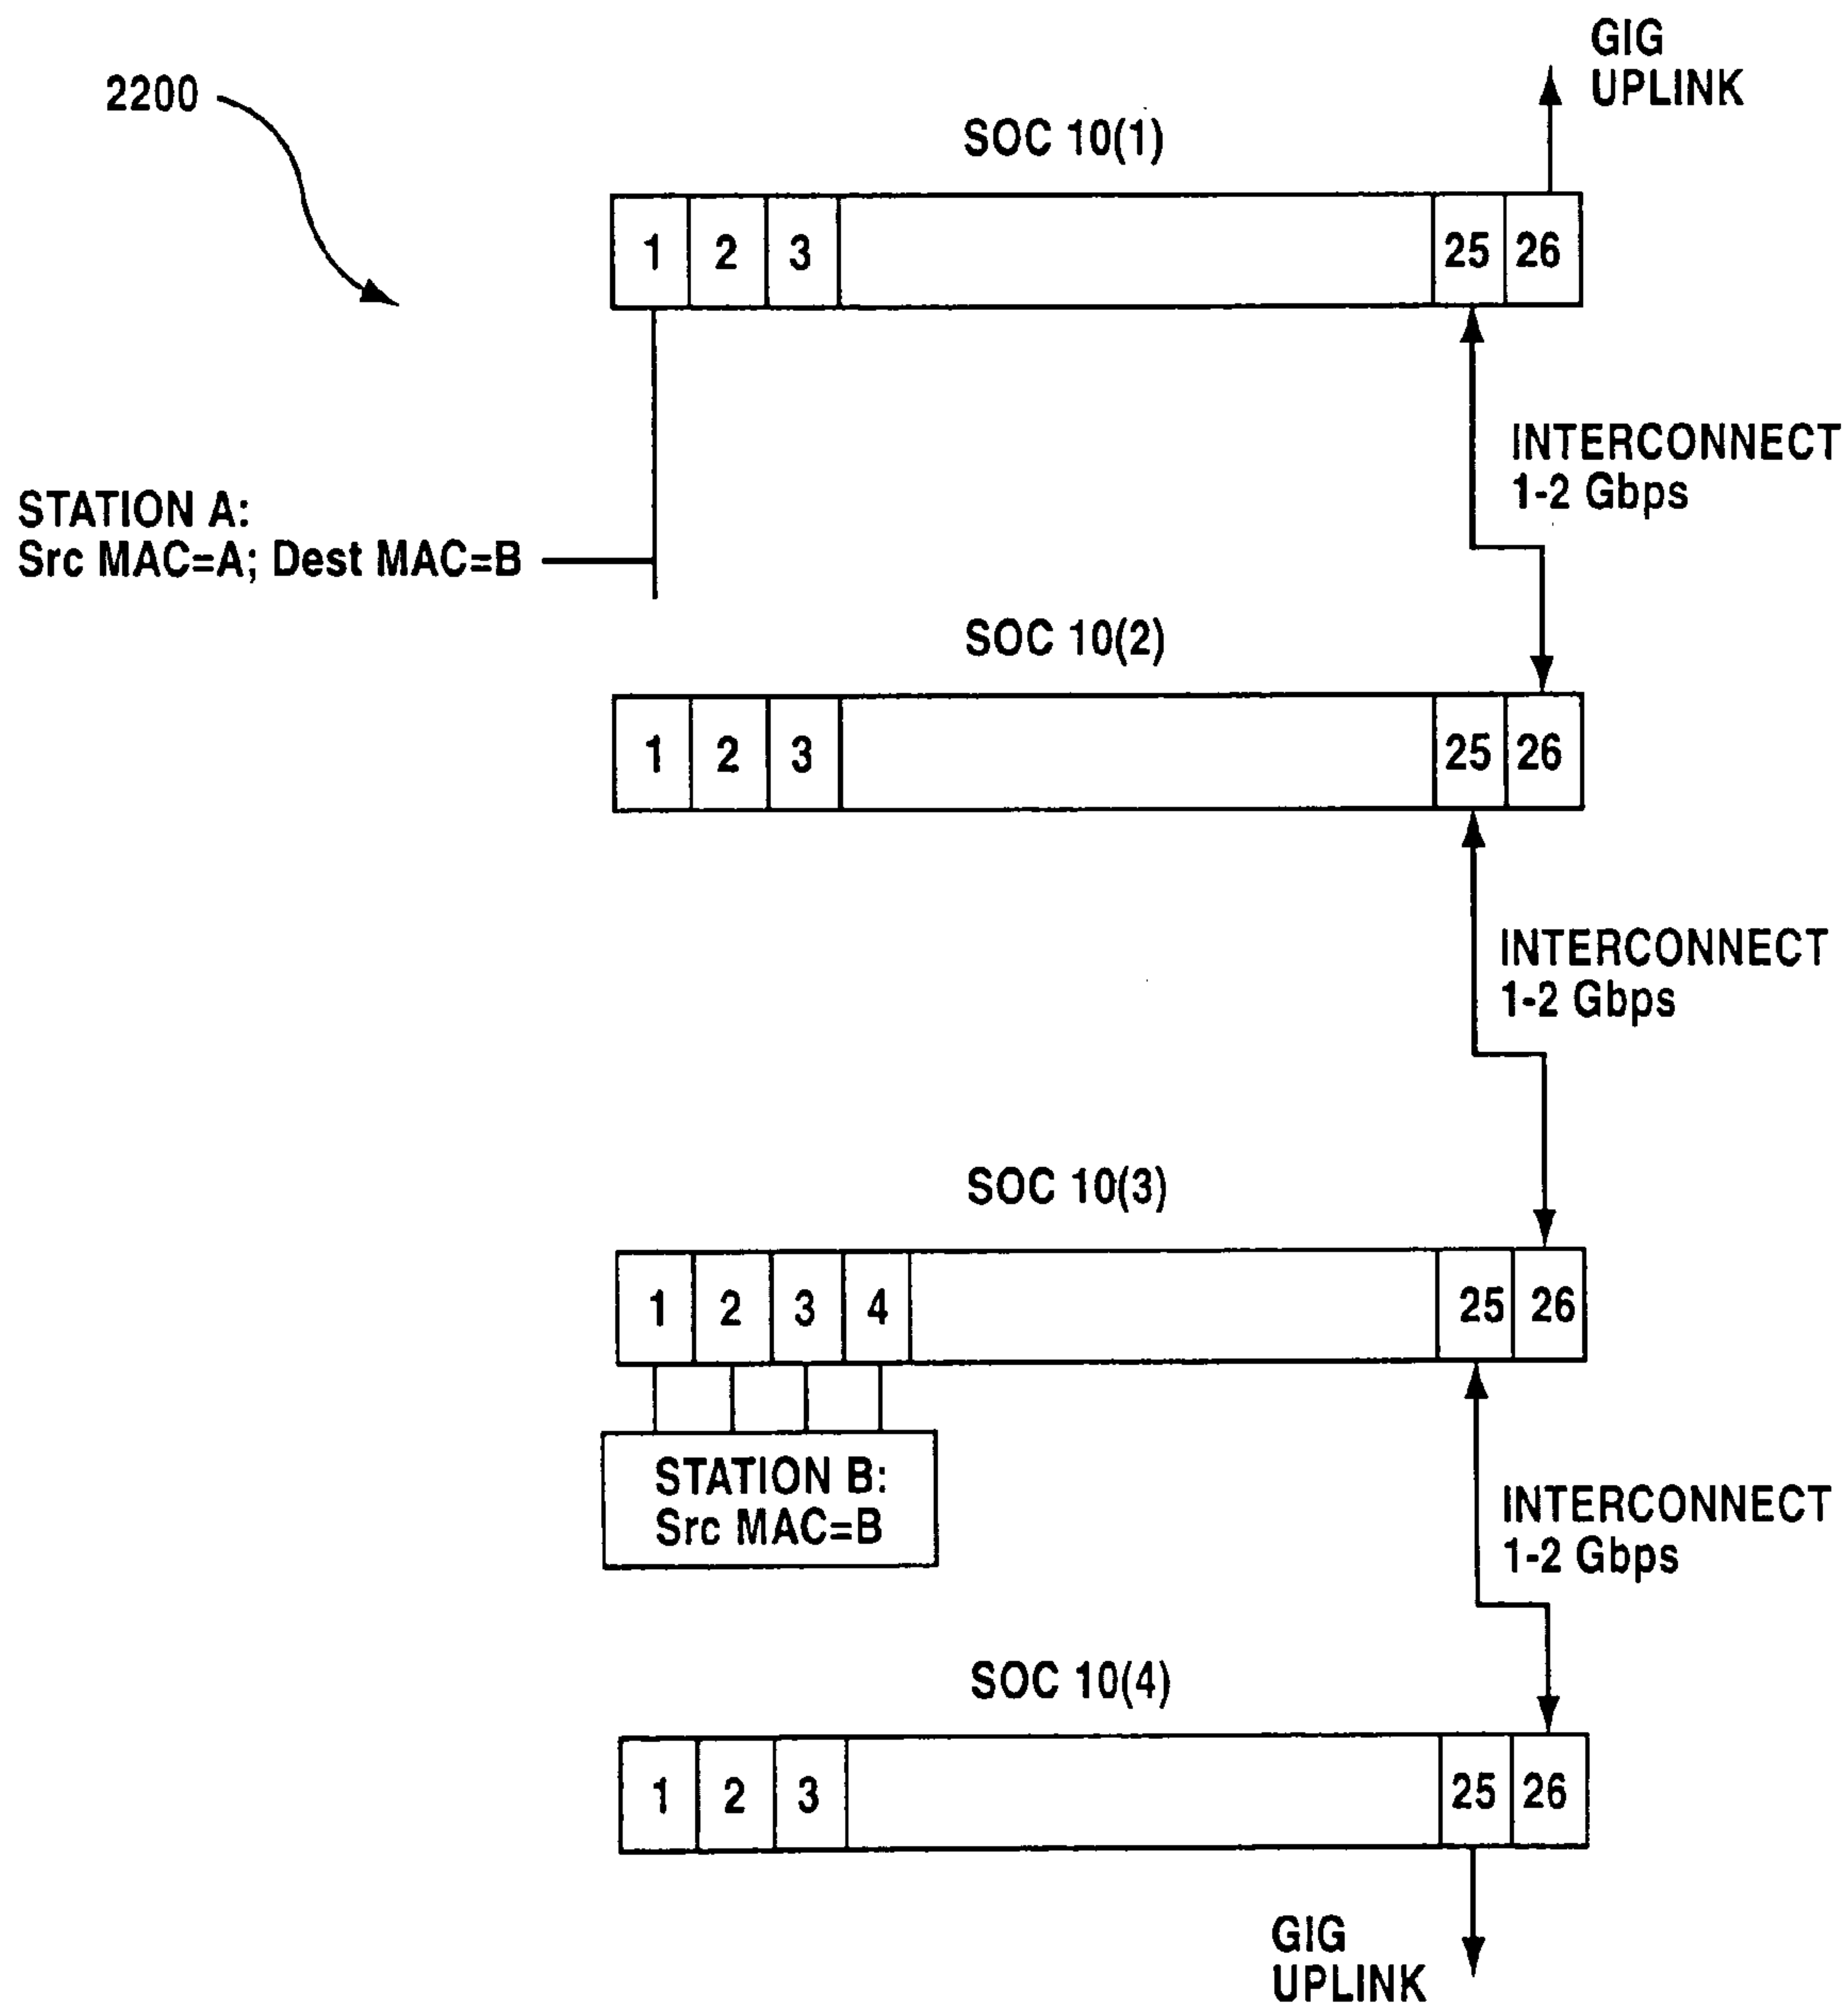 2200
GIG
UPLINK
SOC 10(1)
1 2 3 25 26
INTERCONNECT
1-2 Gbps
STATION A:
Src MAC=A; Dest MAC=B
SOC 10(2)
1 2 3 25 26
INTERCONNECT
1-2 Gbps
SOC 10(3)
1 2 3 4 25 26
STATION B:
Src MAC=B
INTERCONNECT
1-2 Gbps
SOC 10(4)
1 2 3 25 26
GIG
UPLINK